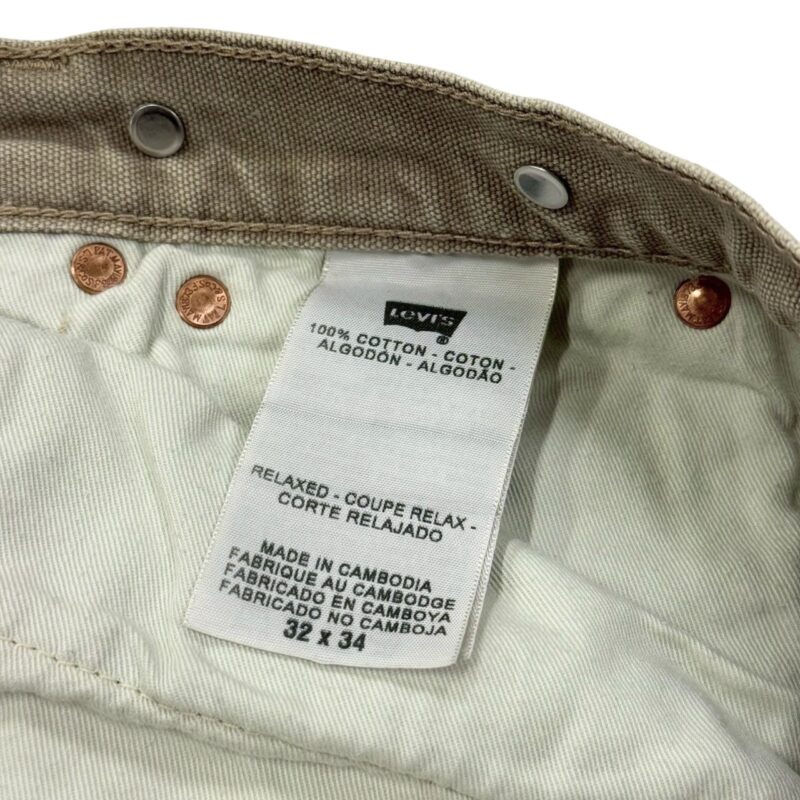 LEVI'S
®
100% COTTON - COTON -
ALGODÓN - ALGODÃO
RELAXED - COUPE RELAX -
CORTE RELAJADO
MADE IN CAMBODIA
FABRIQUE AU CAMBODGE
FABRICADO EN CAMBOYA
FABRICADO NO CAMBOJA
32 x 34